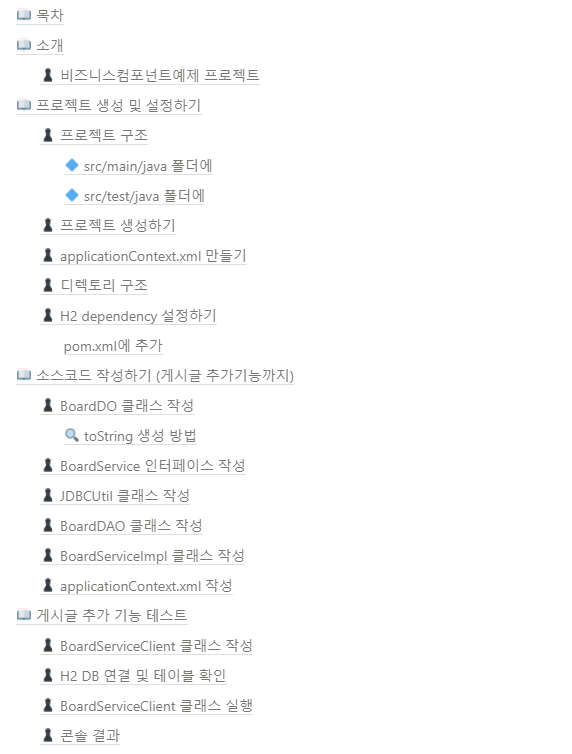 📖 목차
📖 소개
♟ 비즈니스컴포넌트예제 프로젝트
📖 프로젝트 생성 및 설정하기
♟ 프로젝트 구조
🔷 src/main/java 폴더에
🔷 src/test/java 폴더에
♟ 프로젝트 생성하기
♟ applicationContext.xml 만들기
♟ 디렉토리 구조
♟ H2 dependency 설정하기
pom.xml에 추가
📖 소스코드 작성하기 (게시글 추가기능까지)
♟ BoardDO 클래스 작성
🔍 toString 생성 방법
♟ BoardService 인터페이스 작성
♟ JDBCUtil 클래스 작성
♟ BoardDAO 클래스 작성
♟ BoardServiceImpl 클래스 작성
♟ applicationContext.xml 작성
📖 게시글 추가 기능 테스트
♟ BoardServiceClient 클래스 작성
♟ H2 DB 연결 및 테이블 확인
♟ BoardServiceClient 클래스 실행
♟ 콘솔 결과